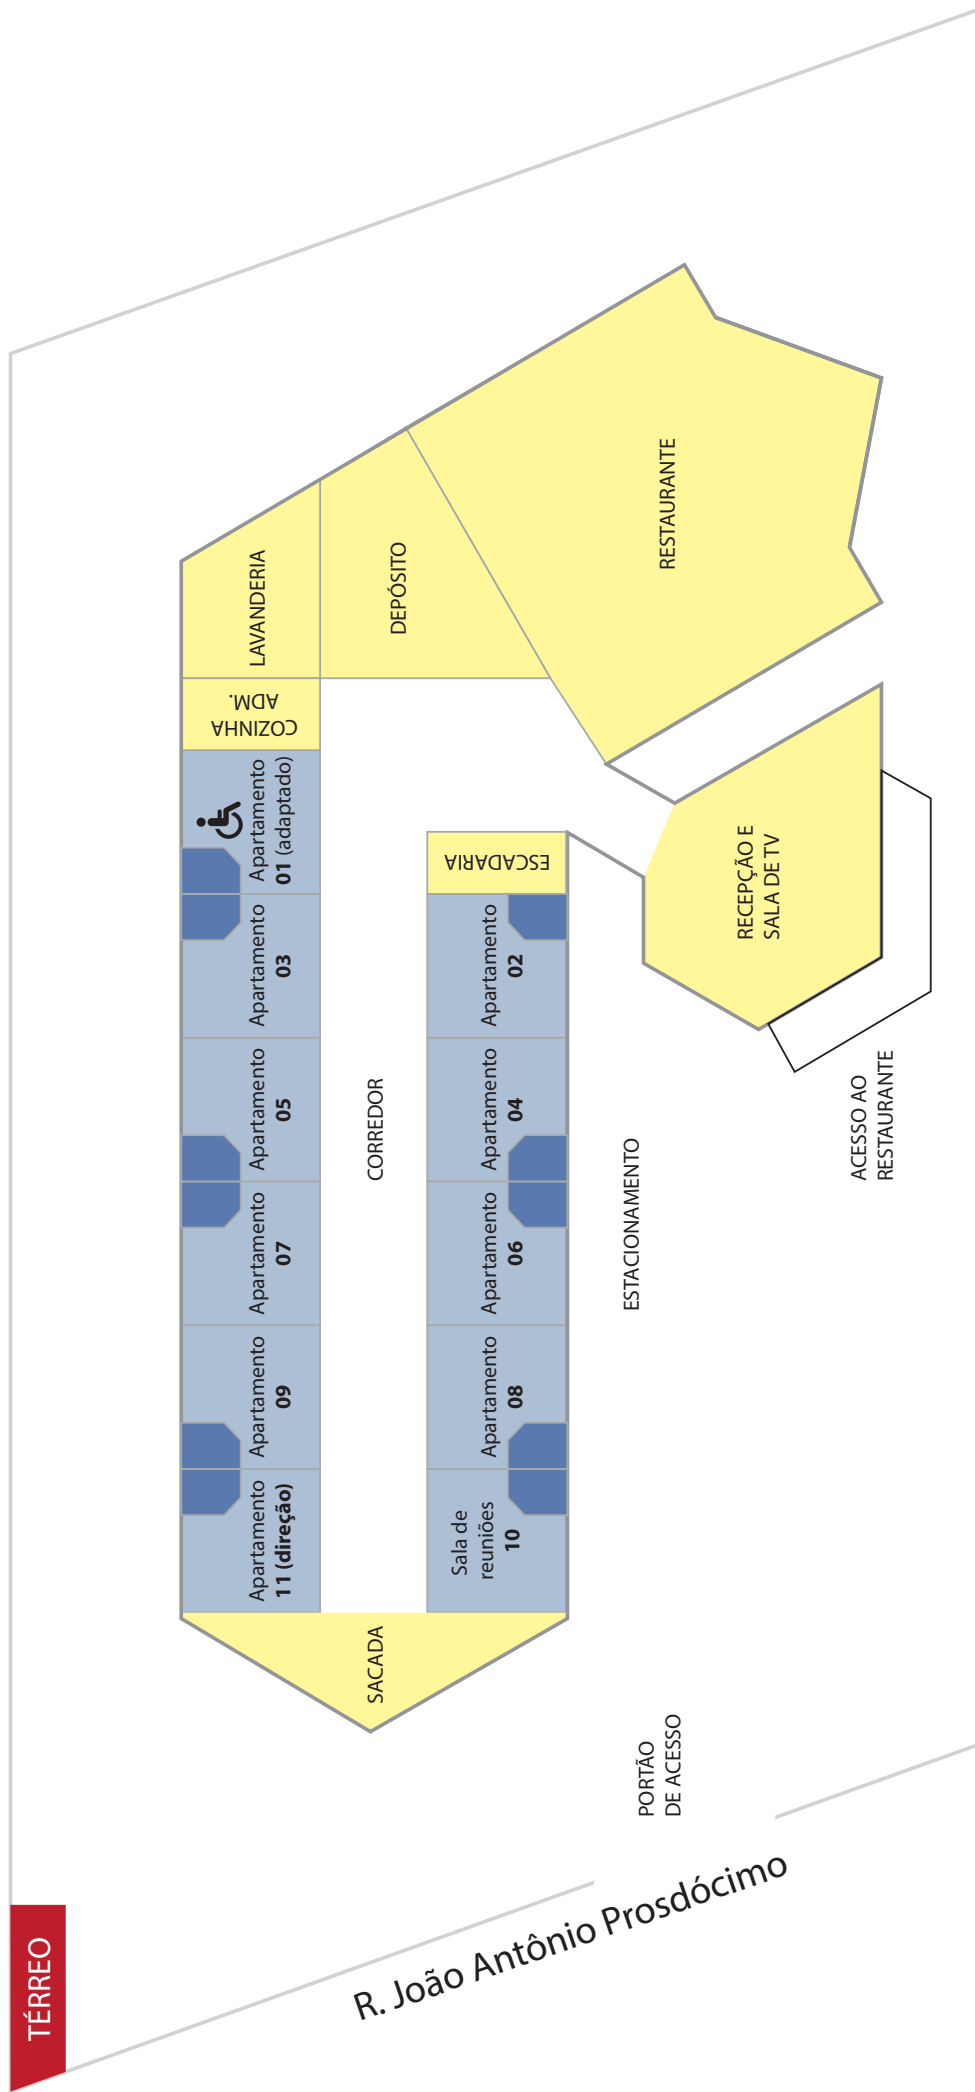 TÉRREO
LAVANDERIA
COZINHA
ADM.
DEPÓSITO
RESTAURANTE
Apartamento
01 (adaptado)
Apartamento
03
Apartamento
05
Apartamento
07
Apartamento
09
Apartamento
11 (direção)
CORREDOR
ESCADARIA
Apartamento
02
Apartamento
04
Apartamento
06
Apartamento
08
Sala de
reuniões
10
SACADA
RECEPÇÃO E
SALA DE TV
ESTACIONAMENTO
ACESSO AO
RESTAURANTE
PORTÃO
DE ACESSO
R. João Antônio Prosdócimo